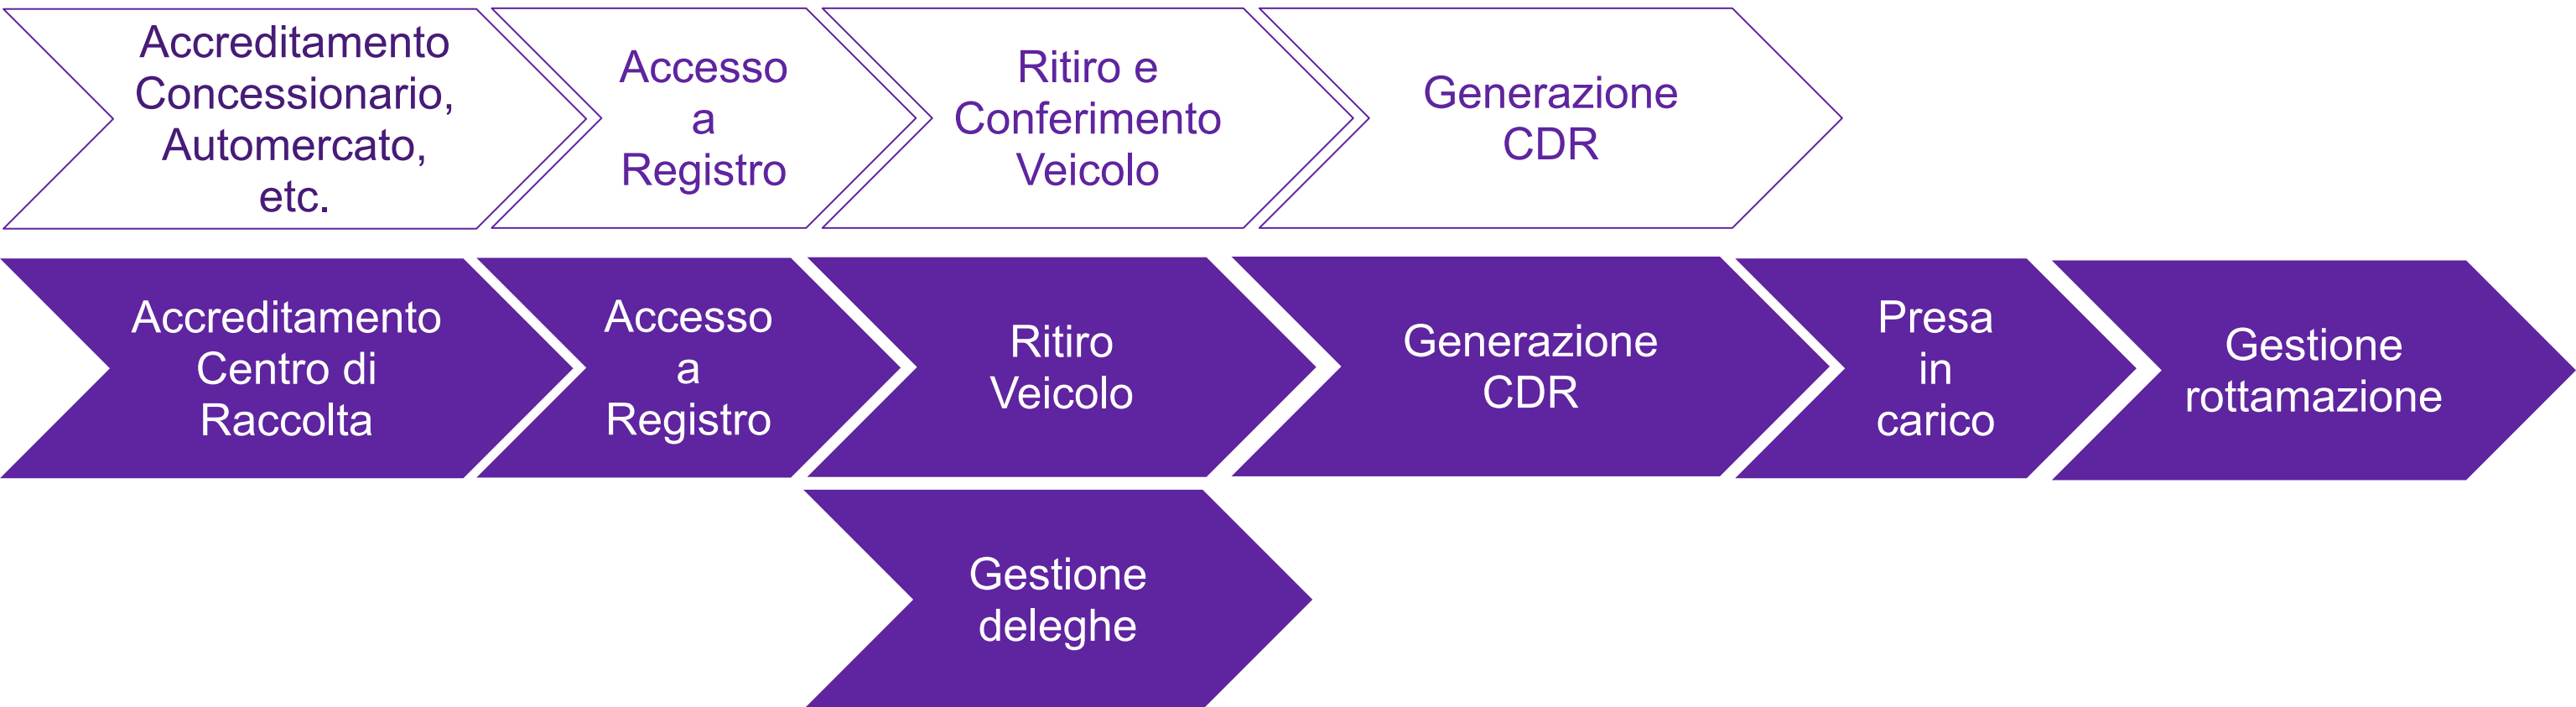 Accreditamento
Concessionario,
Automercato,
etc.
Accesso
a
Registro
Ritiro e
Conferimento
Veicolo
Generazione
CDR
Accreditamento
Centro di
Raccolta
Accesso
a
Registro
Ritiro
Veicolo
Generazione
CDR
Presa
in
carico
Gestione
rottamazione
Gestione
deleghe